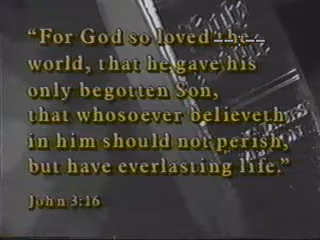 “For God so loved the
world, that he gave his
only begotten Son,
that whosoever believeth
in him should not perish,
but have everlasting life.”
John 3:16